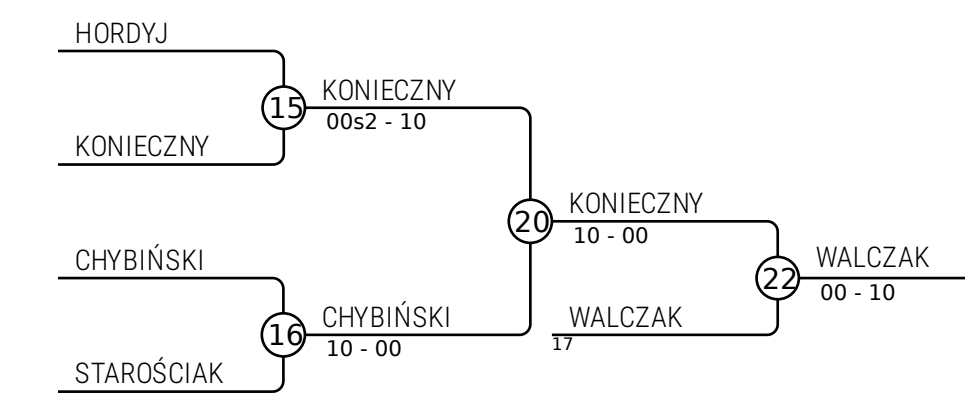 HORDYJ
15
KONIECZNY
00s2 - 10
KONIECZNY
20
KONIECZNY
10 - 00
CHYBIŃSKI
22
WALCZAK
00 - 10
16
CHYBIŃSKI
10 - 00
WALCZAK
17
STAROŚCIAK